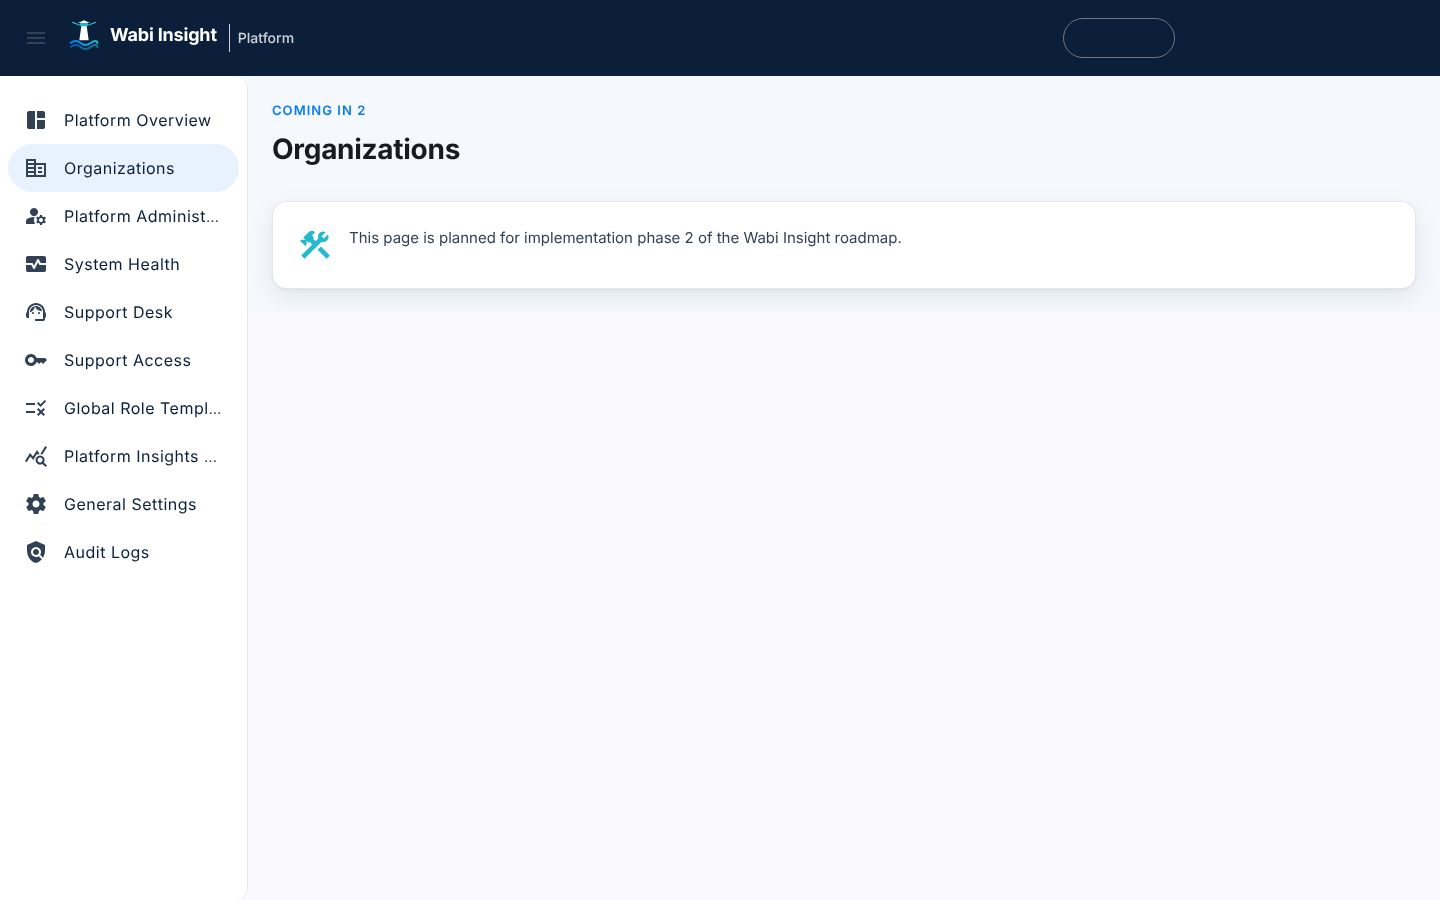 Wabi Insight
Platform
Platform Overview
Organizations
Platform Administ...
System Health
Support Desk
Support Access
Global Role Templ...
Platform Insights ...
General Settings
Audit Logs
COMING IN 2
Organizations
This page is planned for implementation phase 2 of the Wabi Insight roadmap.